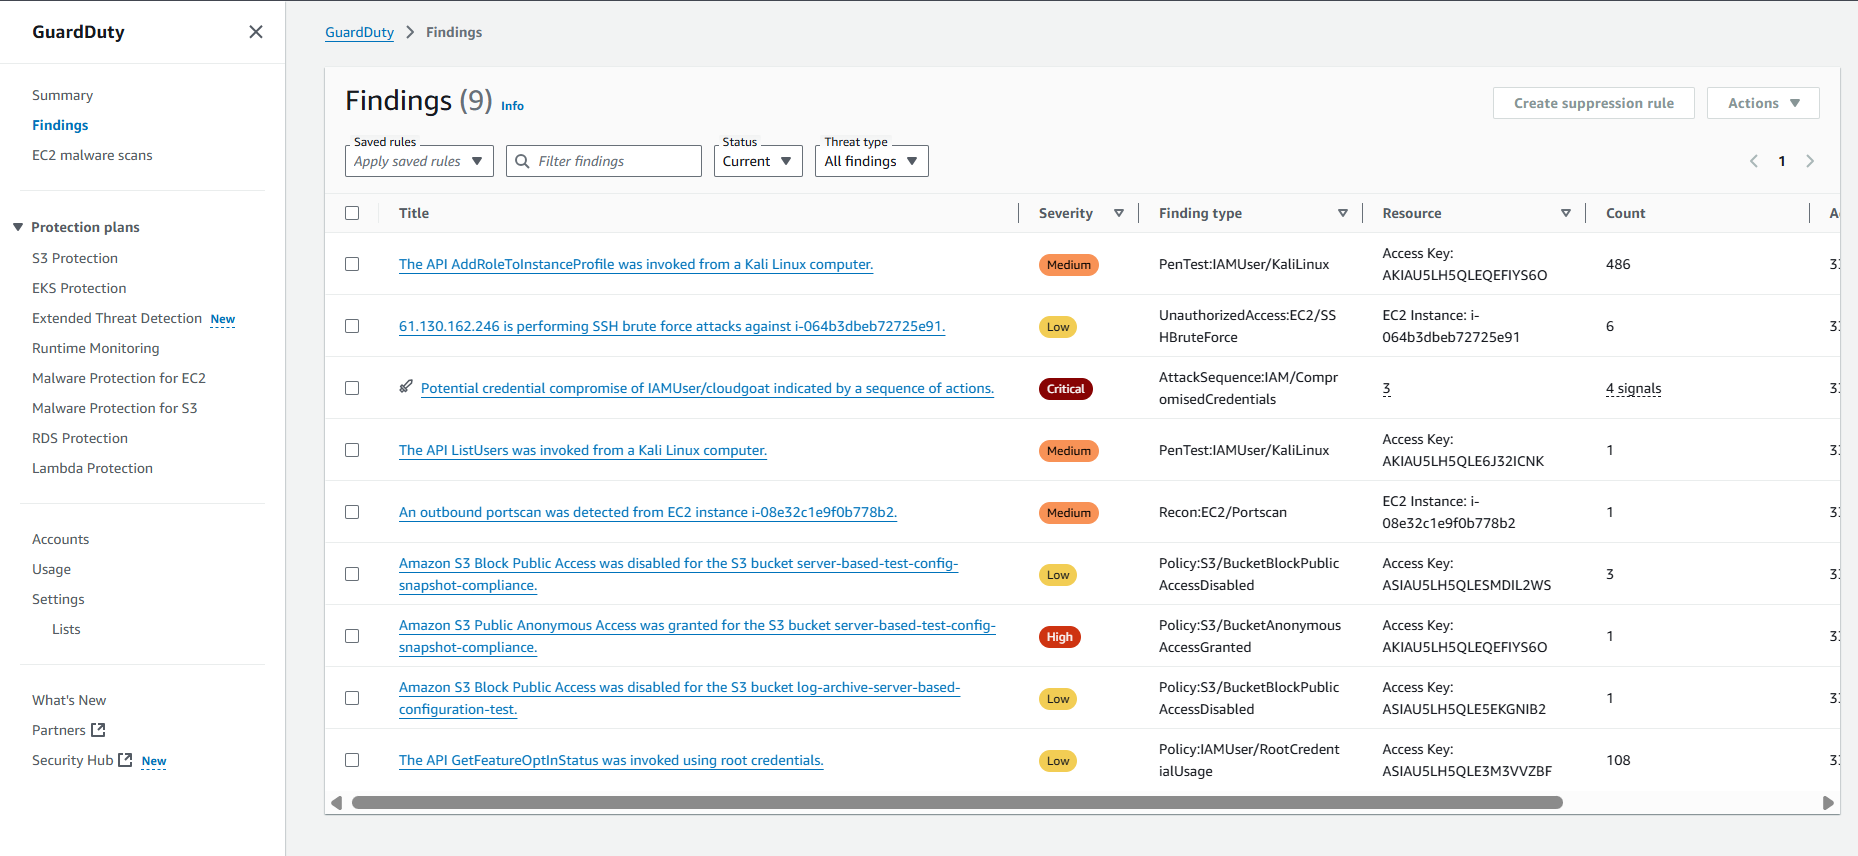 GuardDuty
Summary
Findings
EC2 malware scans
Protection plans
S3 Protection
EKS Protection
Extended Threat Detection New
Runtime Monitoring
Malware Protection for EC2
Malware Protection for S3
RDS Protection
Lambda Protection
Accounts
Usage
Settings
Lists
What's New
Partners
Security Hub New
GuardDuty > Findings
Findings (9) Info
Create suppression rule
Actions
Saved rules
Apply saved rules
Filter findings
Status
Current
Threat type
All findings
1
Title Severity Finding type Resource Count
The API AddRoleToInstanceProfile was invoked from a Kali Linux computer.
Medium
PenTest:IAMUser/KaliLinux
Access Key:
AKIAU5LH5QLEQEFIYS6O
486
61.130.162.246 is performing SSH brute force attacks against i-064b3dbeb72725e91.
Low
UnauthorizedAccess:EC2/SS
HBruteForce
EC2 Instance: i-
064b3dbeb72725e91
6
Potential credential compromise of IAMUser/cloudgoat indicated by a sequence of actions.
Critical
AttackSequence:IAM/Compr
omisedCredentials
3
4 signals
The API ListUsers was invoked from a Kali Linux computer.
Medium
PenTest:IAMUser/KaliLinux
Access Key:
AKIAU5LH5QLE6J32ICNK
1
An outbound portscan was detected from EC2 instance i-08e32c1e9f0b778b2.
Medium
Recon:EC2/Portscan
EC2 Instance: i-
08e32c1e9f0b778b2
1
Amazon S3 Block Public Access was disabled for the S3 bucket server-based-test-config-
snapshot-compliance.
Low
Policy:S3/BucketBlockPublic
AccessDisabled
Access Key:
ASIAU5LH5QLESMDIL2WS
3
Amazon S3 Public Anonymous Access was granted for the S3 bucket server-based-test-config-
snapshot-compliance.
High
Policy:S3/BucketAnonymous
AccessGranted
Access Key:
AKIAU5LH5QLEQEFIYS6O
1
Amazon S3 Block Public Access was disabled for the S3 bucket log-archive-server-based-
configuration-test.
Low
Policy:S3/BucketBlockPublic
AccessDisabled
Access Key:
ASIAU5LH5QLE5EKGNIB2
1
The API GetFeatureOptInStatus was invoked using root credentials.
Low
Policy:IAMUser/RootCredent
ialUsage
Access Key:
ASIAU5LH5QLE3M3VVZBF
108